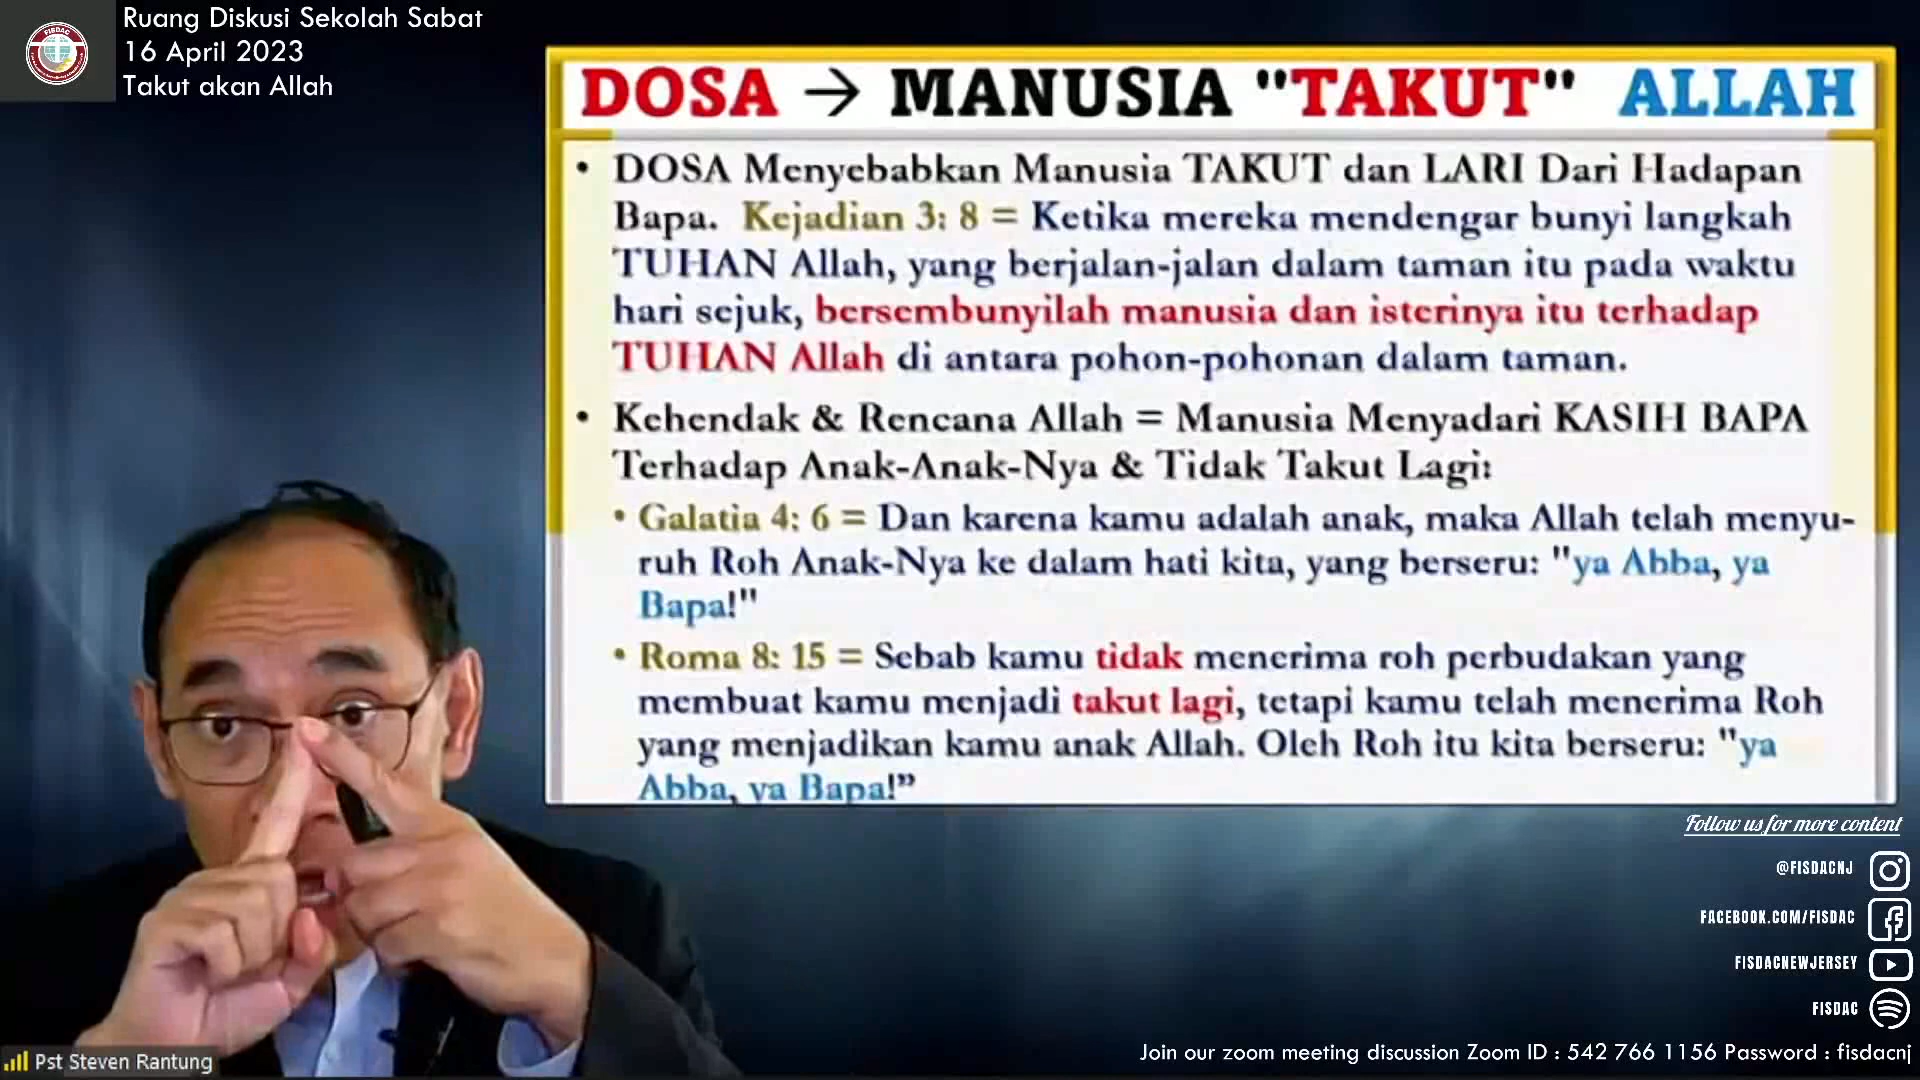 Ruang Diskusi Sekolah Sabat
16 April 2023
Takut akan Allah
FISDAC
DOSA → MANUSIA "TAKUT" ALLAH
• DOSA Menyebabkan Manusia TAKUT dan LARI Dari Hadapan
Bapa. Kejadian 3: 8 = Ketika mereka mendengar bunyi langkah
TUHAN Allah, yang berjalan-jalan dalam taman itu pada waktu
hari sejuk, bersembunyilah manusia dan isterinya itu terhadap
TUHAN Allah di antara pohon-pohonan dalam taman.
• Kehendak & Rencana Allah = Manusia Menyadari KASIH BAPA
Terhadap Anak-Anak-Nya & Tidak Takut Lagi:
• Galatia 4: 6 = Dan karena kamu adalah anak, maka Allah telah menyu-
ruh Roh Anak-Nya ke dalam hati kita, yang berseru: "ya Abba, ya
Bapa!"
• Roma 8: 15 = Sebab kamu tidak menerima roh perbudakan yang
membuat kamu menjadi takut lagi, tetapi kamu telah menerima Roh
yang menjadikan kamu anak Allah. Oleh Roh itu kita berseru: "ya
Abba, ya Bapa!”
Follow us for more content
@FISDACNJ
FACEBOOK.COM/FISDAC
FISDACNEWJERSEY
FISDAC
Join our zoom meeting discussion Zoom ID : 542 766 1156 Password : fisdacnj
Pst Steven Rantung